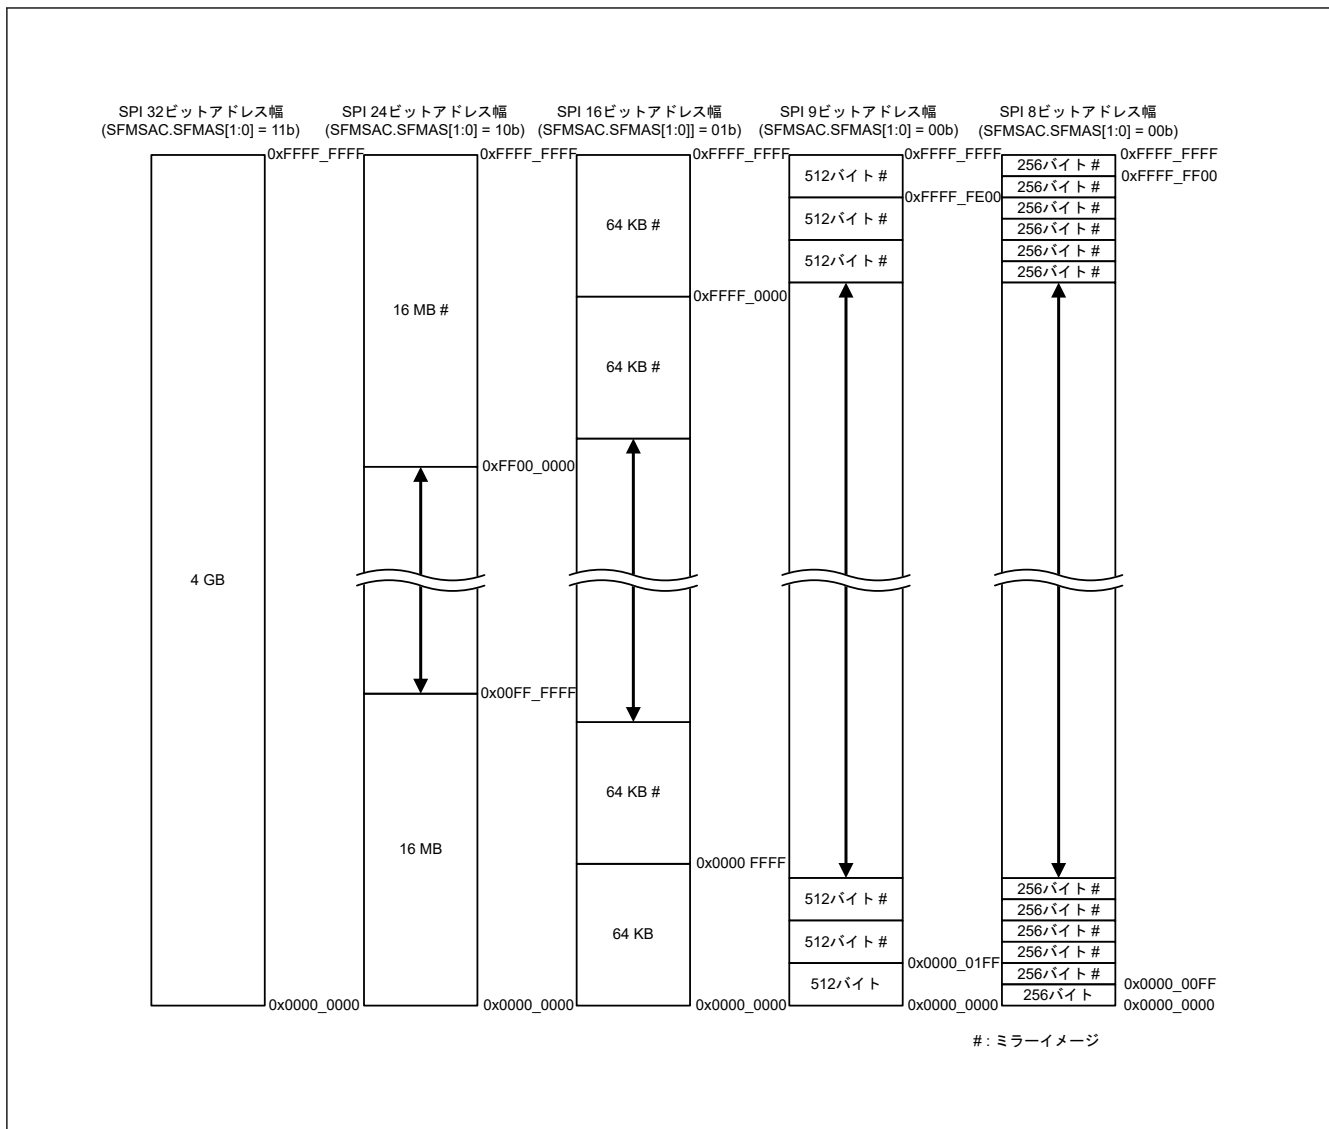 SPI 32ビットアドレス幅
(SFMSAC.SFMAS[1:0] = 11b)
0xFFFF_FFFF
4 GB
0x0000_0000
SPI 24ビットアドレス幅
(SFMSAC.SFMAS[1:0] = 10b)
0xFFFF_FFFF
16 MB #
0xFF00_0000
0x00FF_FFFF
16 MB
0x0000_0000
SPI 16ビットアドレス幅
(SFMSAC.SFMAS[1:0]] = 01b)
0xFFFF_FFFF
64 KB #
0xFFFF_0000
64 KB #
64 KB #
0x0000 FFFF
64 KB
0x0000_0000
SPI 9ビットアドレス幅
(SFMSAC.SFMAS[1:0] = 00b)
0xFFFF_FFFF
512バイト #
0xFFFF_FE00
512バイト #
512バイト #
512バイト #
512バイト #
0x0000_01FF
512バイト
0x0000_0000
SPI 8ビットアドレス幅
(SFMSAC.SFMAS[1:0] = 00b)
0xFFFF_FFFF
256バイト #
0xFFFF_FF00
256バイト #
256バイト #
256バイト #
256バイト #
256バイト #
256バイト #
256バイト #
256バイト #
256バイト #
256バイト #
0x0000_00FF
256バイト
0x0000_0000
# : ミラーイメージ